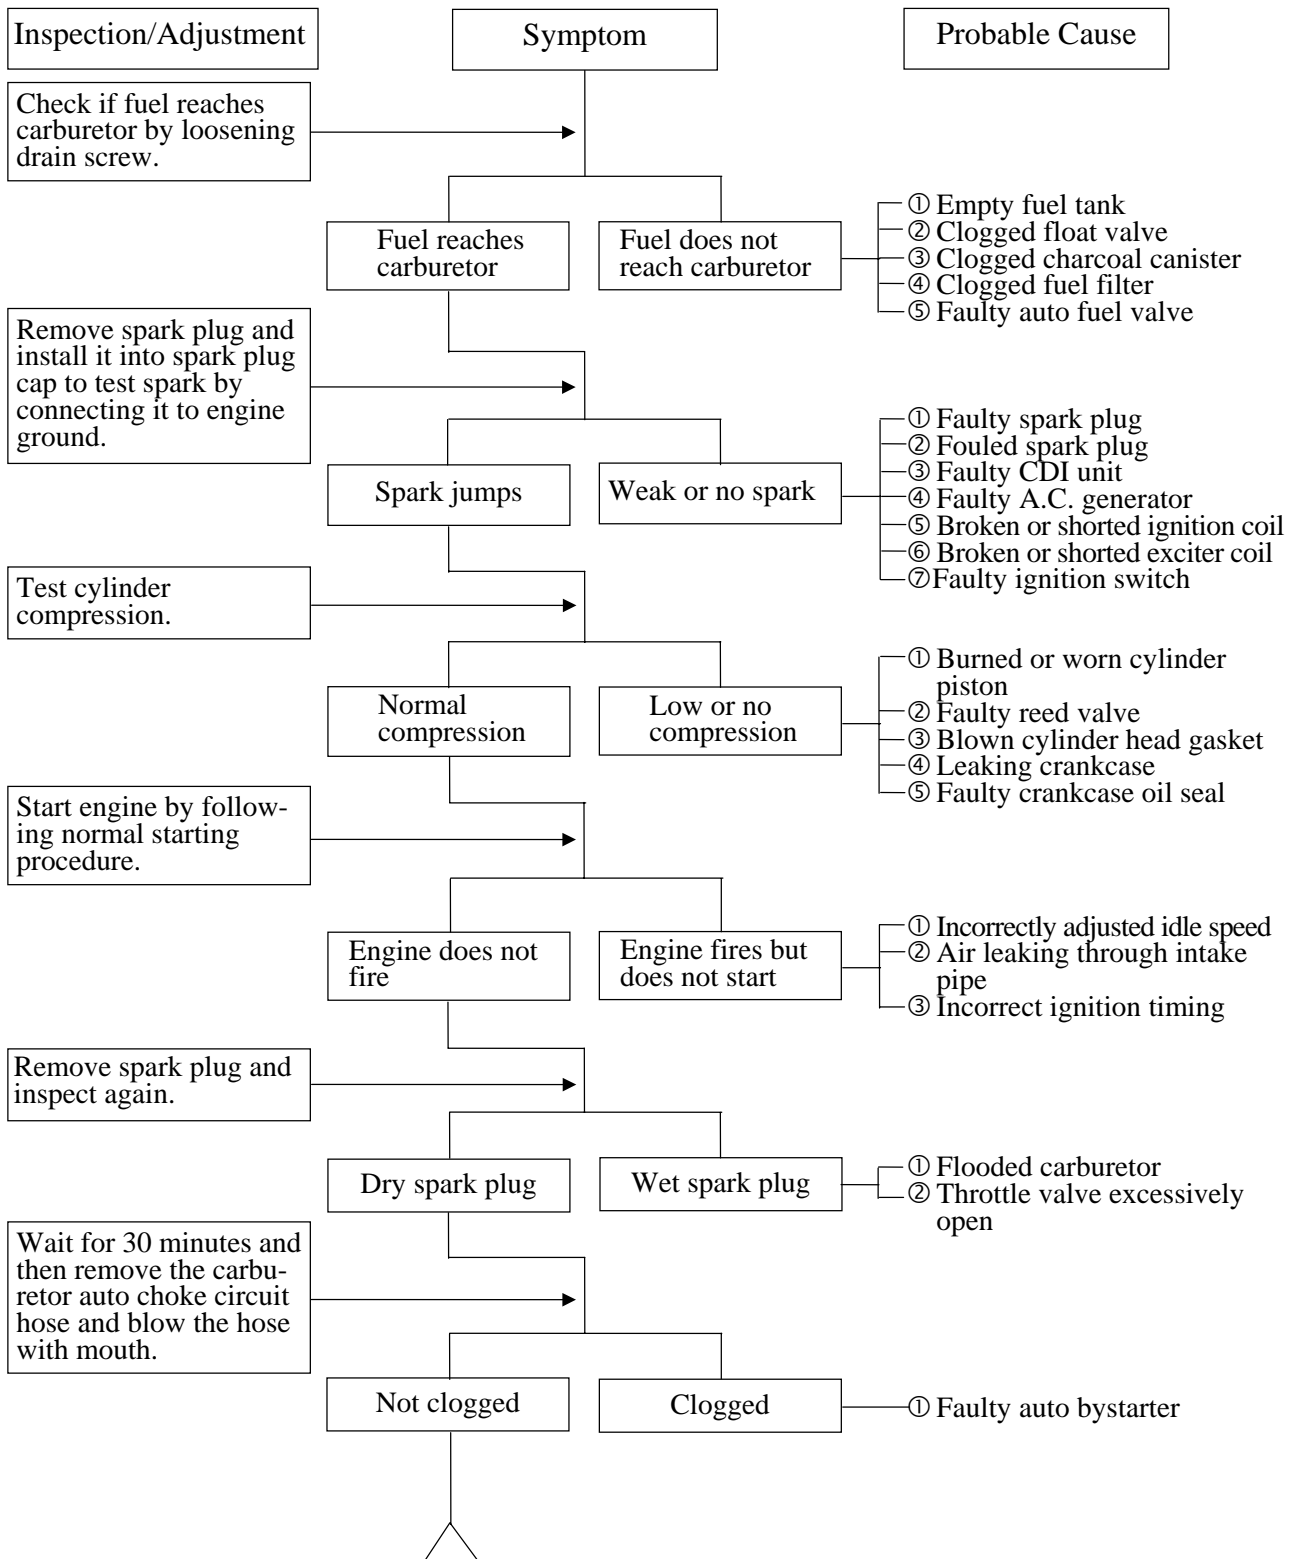 Inspection/Adjustment
Symptom
Probable Cause
Check if fuel reaches
carburetor by loosening
drain screw.
Fuel reaches
carburetor
Fuel does not
reach carburetor
① Empty fuel tank
② Clogged float valve
③ Clogged charcoal canister
④ Clogged fuel filter
⑤ Faulty auto fuel valve
Remove spark plug and
install it into spark plug
cap to test spark by
connecting it to engine
ground.
Spark jumps
Weak or no spark
① Faulty spark plug
② Fouled spark plug
③ Faulty CDI unit
④ Faulty A.C. generator
⑤ Broken or shorted ignition coil
⑥ Broken or shorted exciter coil
⑦Faulty ignition switch
Test cylinder
compression.
Normal
compression
Low or no
compression
① Burned or worn cylinder
piston
② Faulty reed valve
③ Blown cylinder head gasket
④ Leaking crankcase
⑤ Faulty crankcase oil seal
Start engine by follow-
ing normal starting
procedure.
Engine does not
fire
Engine fires but
does not start
① Incorrectly adjusted idle speed
② Air leaking through intake
pipe
③ Incorrect ignition timing
Remove spark plug and
inspect again.
Dry spark plug
Wet spark plug
① Flooded carburetor
② Throttle valve excessively
open
Wait for 30 minutes and
then remove the carbu-
retor auto choke circuit
hose and blow the hose
with mouth.
Not clogged
Clogged
① Faulty auto bystarter